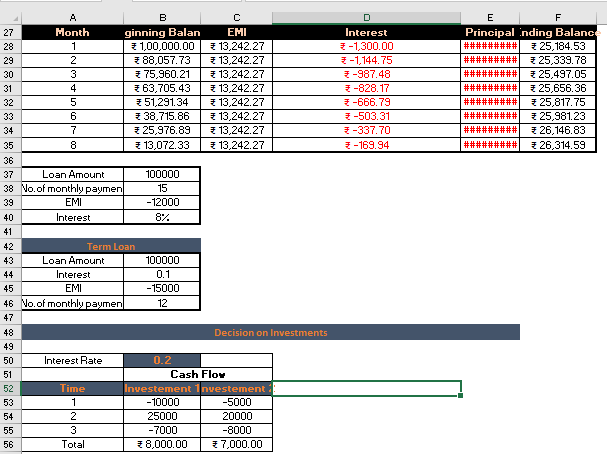 A B C D E F
27 Month ginning Balan EMI Interest Principal nding Balance
28 1 ₹ 1,00,000.00 ₹ 13,242.27 ₹ -1,300.00 ######### ₹ 25,184.53
29 2 ₹ 88,057.73 ₹ 13,242.27 ₹ -1,144.75 ######### ₹ 25,339.78
30 3 ₹ 75,960.21 ₹ 13,242.27 ₹ -987.48 ######### ₹ 25,497.05
31 4 ₹ 63,705.43 ₹ 13,242.27 ₹ -828.17 ######### ₹ 25,656.36
32 5 ₹ 51,291.34 ₹ 13,242.27 ₹ -666.79 ######### ₹ 25,817.75
33 6 ₹ 38,715.86 ₹ 13,242.27 ₹ -503.31 ######### ₹ 25,981.23
34 7 ₹ 25,976.89 ₹ 13,242.27 ₹ -337.70 ######### ₹ 26,146.83
35 8 ₹ 13,072.33 ₹ 13,242.27 ₹ -169.94 ######### ₹ 26,314.59
36
37 Loan Amount 100000
38 No.of monthly paymen 15
39 EMI -12000
40 Interest 8%
41
42 Term Loan
43 Loan Amount 100000
44 Interest 0.1
45 EMI -15000
46 No.of monthly paymen 12
47
48 Decision on Investments
49
50 Interest Rate 0.2
51 Cash Flow
52 Time Investement 1 nvestement 2
53 1 -10000 -5000
54 2 25000 20000
55 3 -7000 -8000
56 Total ₹ 8,000.00 ₹ 7,000.00